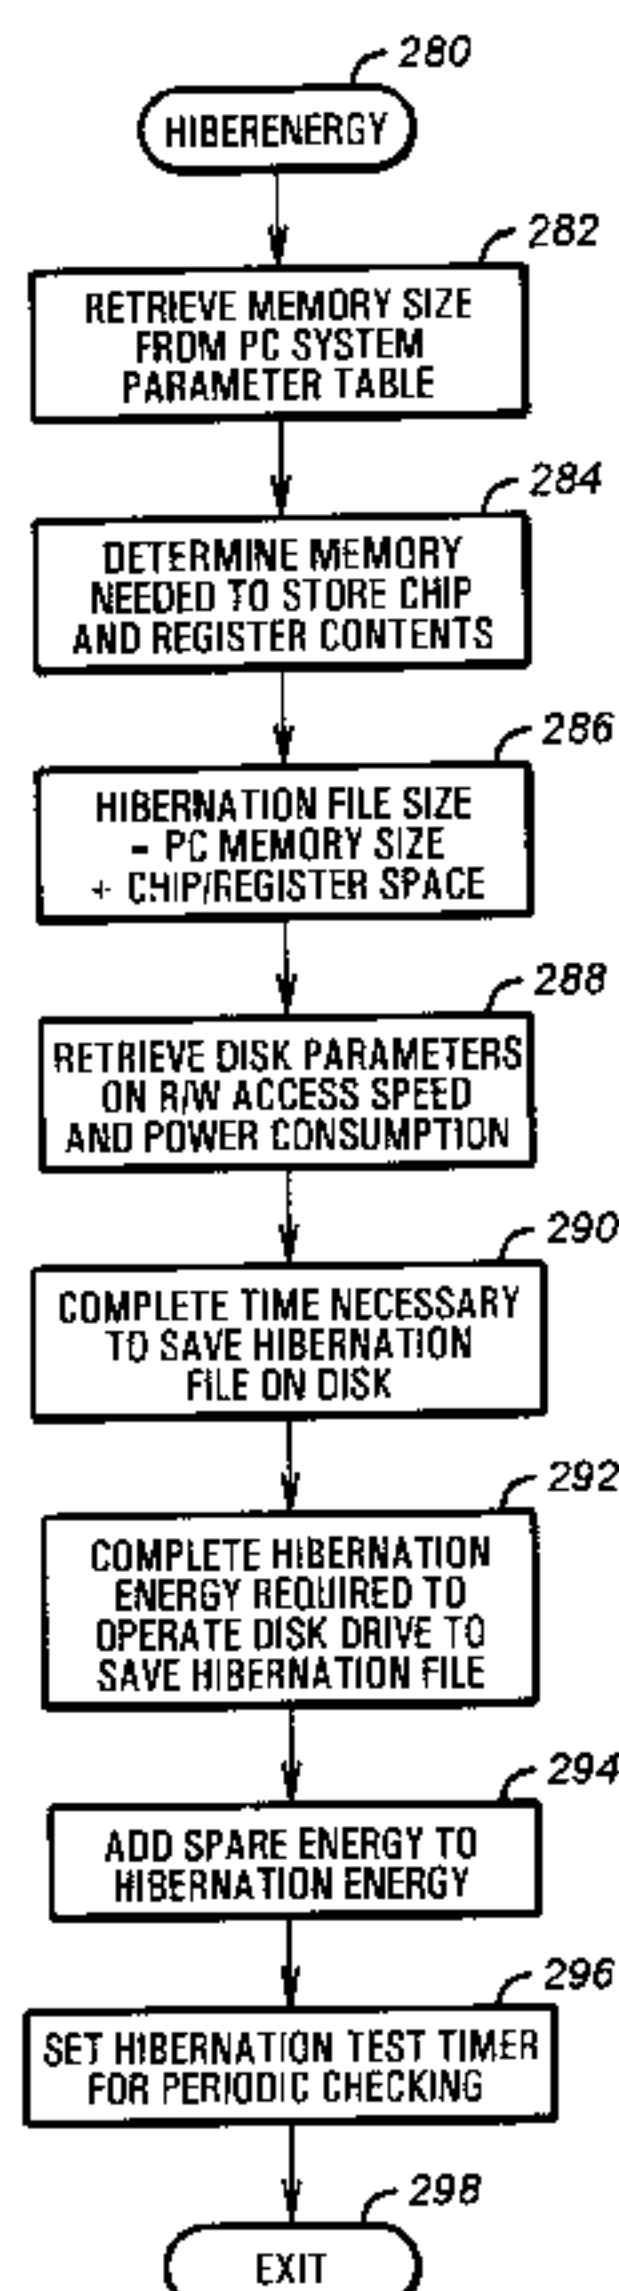 280
HIBERENERGY
282
RETRIEVE MEMORY SIZE
FROM PC SYSTEM
PARAMETER TABLE
284
DETERMINE MEMORY
NEEDED TO STORE CHIP
AND REGISTER CONTENTS
286
HIBERNATION FILE SIZE
= PC MEMORY SIZE
+ CHIP/REGISTER SPACE
288
RETRIEVE DISK PARAMETERS
ON R/W ACCESS SPEED
AND POWER CONSUMPTION
290
COMPLETE TIME NECESSARY
TO SAVE HIBERNATION
FILE ON DISK
292
COMPLETE HIBERNATION
ENERGY REQUIRED TO
OPERATE DISK DRIVE TO
SAVE HIBERNATION FILE
294
ADD SPARE ENERGY TO
HIBERNATION ENERGY
296
SET HIBERNATION TEST TIMER
FOR PERIODIC CHECKING
298
EXIT